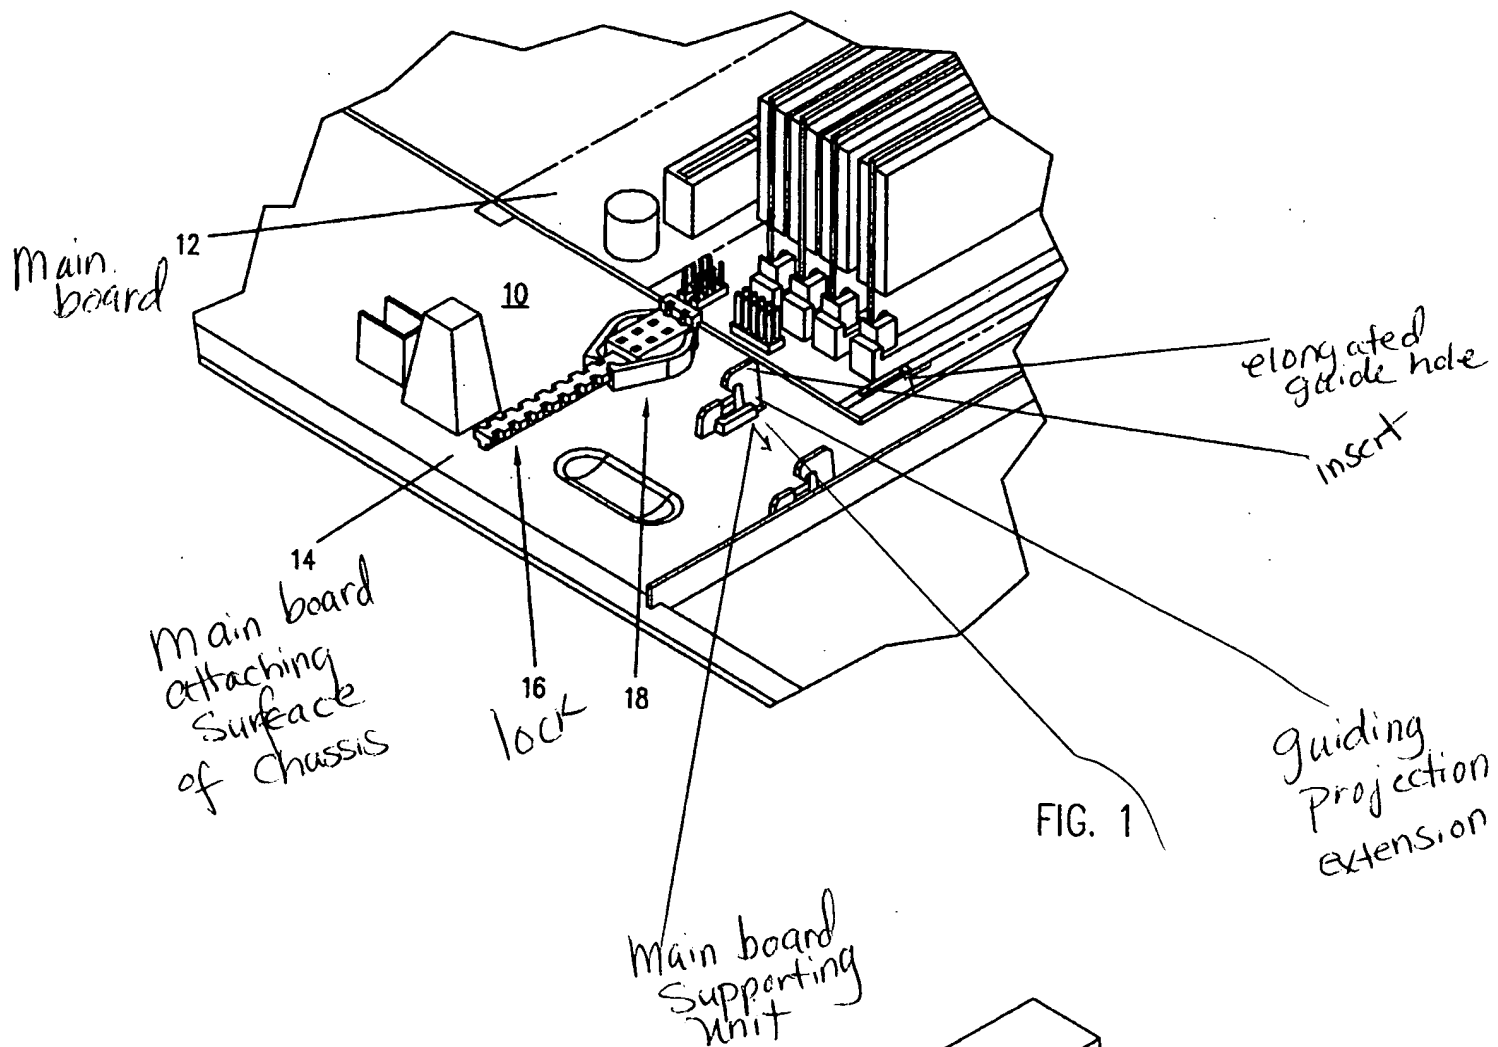 12
Main
board
10
elongated
guide hole
insert
14
Main board
attaching
Surface
of Chassis
16
lock
18
guiding
projection
extension
FIG. 1
Main board
Supporting
Unit